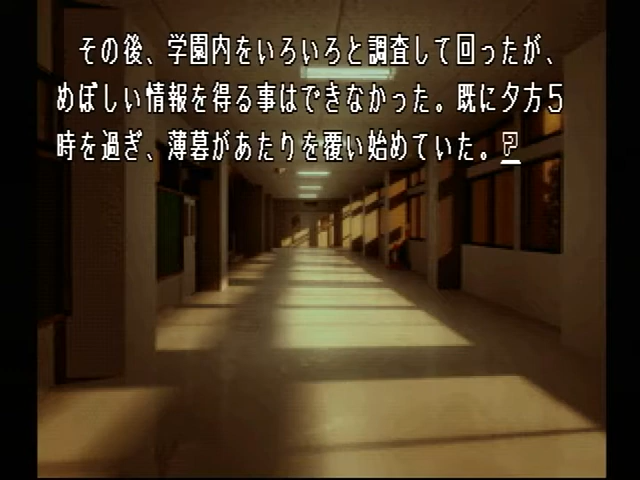 その後、学園内をいろいろと調査して回ったが、
めぼしい情報を得る事はできなかった。既に夕方5
時を過ぎ、薄暮があたりを覆い始めていた。